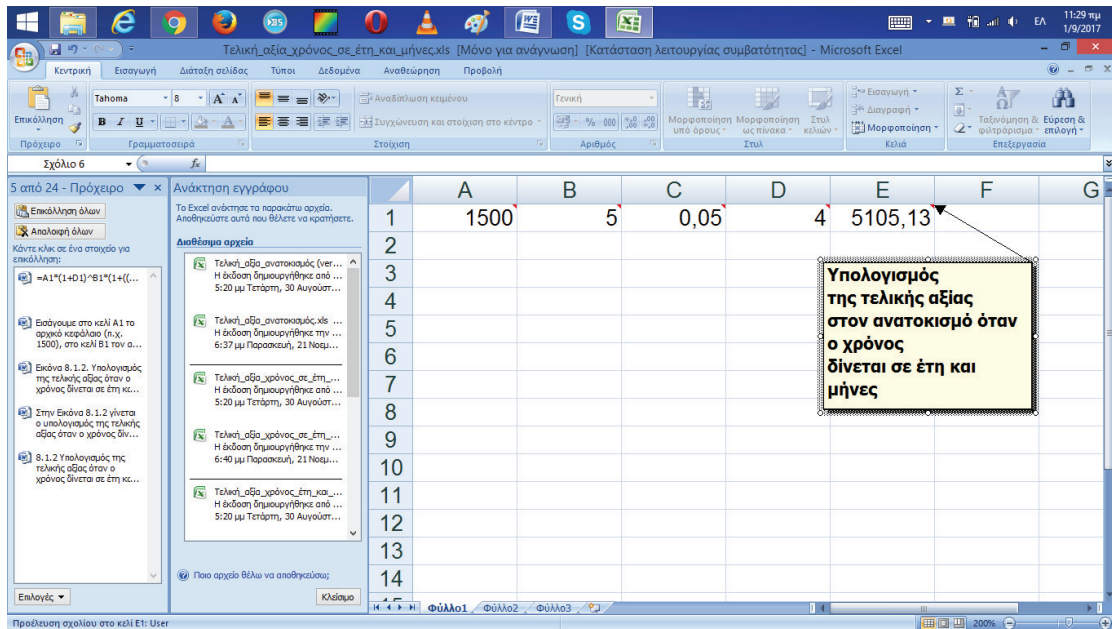 11:29 πμ
ΕΛ
1/9/2017
Τελική_αξία_χρόνος_σε_έτη_και_μήνες.xls [Μόνο για ανάγνωση] [Κατάσταση λειτουργίας συμβατότητας] - Microsoft Excel
Κεντρική Εισαγωγή Διάταξη σελίδας Τύποι Δεδομένα Αναθεώρηση Προβολή
Επικόλληση
Tahoma 8
Αναδίπλωση κειμένου
Συγχώνευση και στοίχιση στο κέντρο
Γενική
% 000
Μορφοποίηση υπό όρους
Μορφοποίηση ως πίνακα
Στυλ κελιών
Εισαγωγή
Διαγραφή
Μορφοποίηση
Ταξινόμηση & φιλτράρισμα
Εύρεση & επιλογή
Πρόχειρο Γραμματοσειρά Στοίχιση Αριθμός Στυλ Κελιά Επεξεργασία
Σχόλιο 6
fx
5 από 24 - Πρόχειρο
Επικόλληση όλων
Απαλοιφή όλων
Κάντε κλικ σε ένα στοιχείο για
επικόλληση:
=A1*(1+D1)^B1*(1+((...
Εισάγουμε στο κελί A1 το
αρχικό κεφάλαιο (π.χ.
1500), στο κελί B1 τον α...
Εικόνα 8.1.2. Υπολογισμός
της τελικής αξίας όταν ο
χρόνος δίνεται σε έτη κε...
Στην Εικόνα 8.1.2 γίνεται
ο υπολογισμός της τελικής
αξίας όταν ο χρόνος δίν...
8.1.2 Υπολογισμός της
τελικής αξίας όταν ο
χρόνος δίνεται σε έτη κε...
Επιλογές
Ανάκτηση εγγράφου
Το Excel ανέκτησε τα παρακάτω αρχεία.
Αποθηκεύστε αυτά που θέλετε να κρατήσετε.
Διαθέσιμα αρχεία
Τελική_αξία_ανατοκισμός (ver...
Η έκδοση δημιουργήθηκε από ...
5:20 μμ Τετάρτη, 30 Αυγούστ...
Τελική_αξία_ανατοκισμός.xls ...
Η έκδοση δημιουργήθηκε την ...
6:37 μμ Παρασκευή, 21 Νοεμ...
Τελική_αξία_χρόνος_σε_έτη_...
Η έκδοση δημιουργήθηκε από ...
5:20 μμ Τετάρτη, 30 Αυγούστ...
Τελική_αξία_χρόνος_σε_έτη_...
Η έκδοση δημιουργήθηκε την ...
6:40 μμ Παρασκευή, 21 Νοεμ...
Τελική_αξία_χρόνος_έτη_και_...
Η έκδοση δημιουργήθηκε από ...
5:20 μμ Τετάρτη, 30 Αυγούστ...
Ποιο αρχείο θέλω να αποθηκεύσω;
Κλείσιμο
A B C D E F G
1 1500 5 0,05 4 5105,13
2
3
4
5
6
7
8
9
10
11
12
13
14
Υπολογισμός
της τελικής αξίας
στον ανατοκισμό όταν
ο χρόνος
δίνεται σε έτη και
μήνες
Φύλλο1 Φύλλο2 Φύλλο3
Προέλευση σχολίου στο κελί E1: User
200%